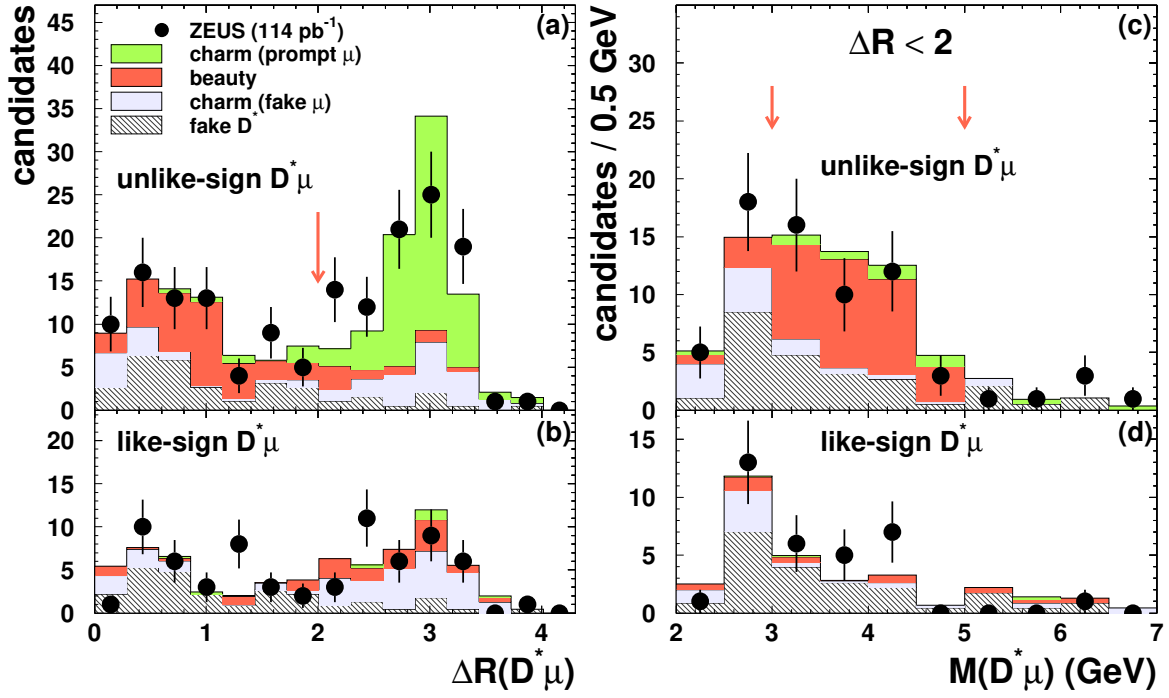 candidates
45
40
35
30
25
20
15
10
5
0
ZEUS (114 pb⁻¹)
charm (prompt μ)
beauty
charm (fake μ)
fake D*
(a)
unlike-sign D*μ
20
15
10
5
0
like-sign D*μ
(b)
0 1 2 3 4
ΔR(D*μ)
candidates / 0.5 GeV
30
25
20
15
10
5
0
ΔR < 2
(c)
unlike-sign D*μ
15
10
5
0
like-sign D*μ
(d)
2 3 4 5 6 7
M(D*μ) (GeV)